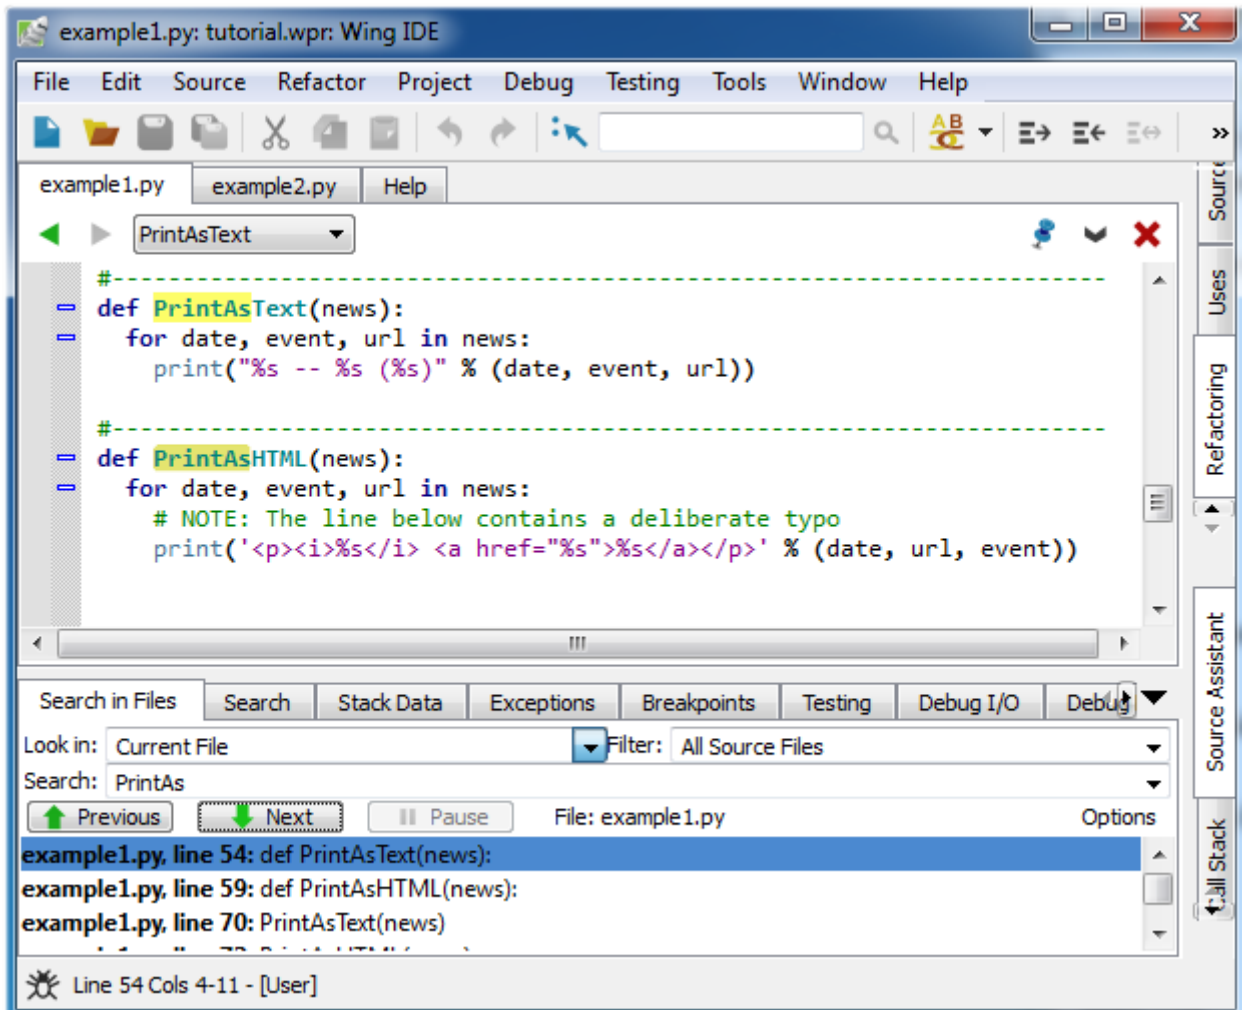 example1.py: tutorial.wpr: Wing IDE
File Edit Source Refactor Project Debug Testing Tools Window Help
example1.py example2.py Help
PrintAsText
#-----------------------------------------------------------------------
def PrintAsText(news):
  for date, event, url in news:
    print("%s -- %s (%s)" % (date, event, url))
#-----------------------------------------------------------------------
def PrintAsHTML(news):
  for date, event, url in news:
    # NOTE: The line below contains a deliberate typo
    print('<p><i>%s</i> <a href="%s">%s</a></p>' % (date, url, event))
Source
Uses
Refactoring
Source Assistant
Call Stack
Search in Files Search Stack Data Exceptions Breakpoints Testing Debug I/O Debug
Look in: Current File Filter: All Source Files
Search: PrintAs
Previous Next Pause File: example1.py Options
example1.py, line 54: def PrintAsText(news):
example1.py, line 59: def PrintAsHTML(news):
example1.py, line 70: PrintAsText(news)
Line 54 Cols 4-11 - [User]